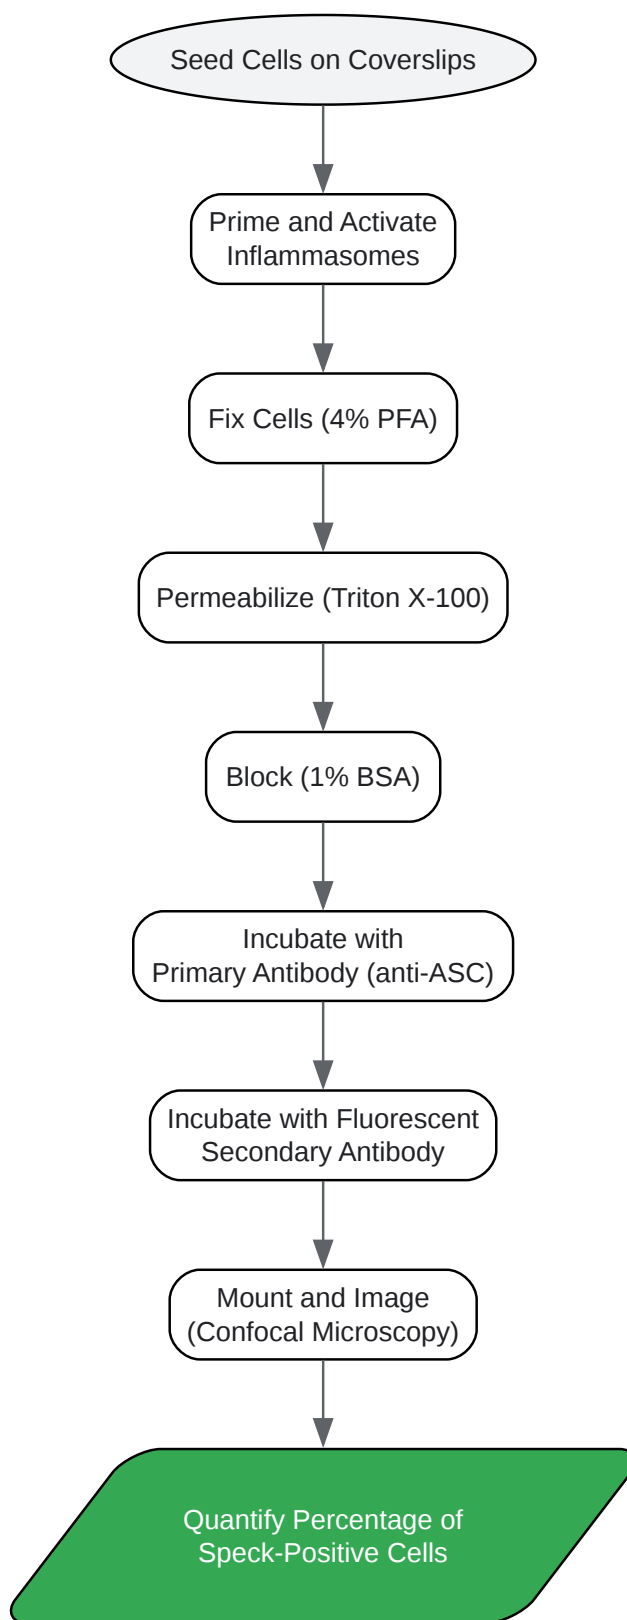 Seed Cells on Coverslips
Prime and Activate
Inflammasomes
Fix Cells (4% PFA)
Permeabilize (Triton X-100)
Block (1% BSA)
Incubate with
Primary Antibody (anti-ASC)
Incubate with Fluorescent
Secondary Antibody
Mount and Image
(Confocal Microscopy)
Quantify Percentage of
Speck-Positive Cells